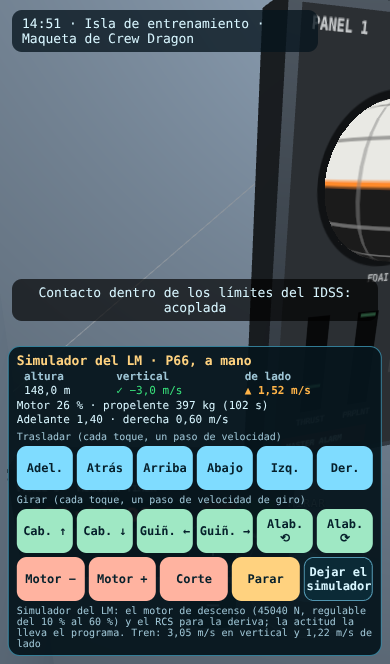 14:51 · Isla de entrenamiento ·
Maqueta de Crew Dragon
PANEL 1
FDAI
Contacto dentro de los límites del IDSS:
acoplada
Simulador del LM · P66, a mano
altura vertical de lado
148,0 m ✓ −3,0 m/s ▲ 1,52 m/s
Motor 26 % · propelente 397 kg (102 s)
Adelante 1,40 · derecha 0,60 m/s
Trasladar (cada toque, un paso de velocidad)
Adel. Atrás Arriba Abajo Izq. Der.
Girar (cada toque, un paso de velocidad de giro)
Cab. ↑ Cab. ↓ Guiñ. ← Guiñ. → Alab. ⟲ Alab. ⟳
Motor − Motor + Corte Parar Dejar el simulador
Simulador del LM: el motor de descenso (45040 N, regulable
del 10 % al 60 %) y el RCS para la deriva; la actitud la
lleva el programa. Tren: 3,05 m/s en vertical y 1,22 m/s de
lado